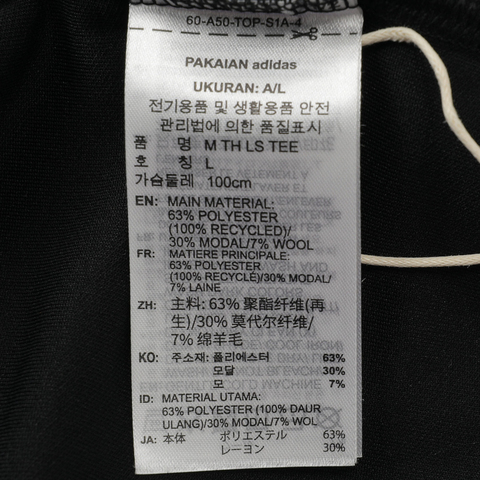 60-A50-TOP-S1A-4
PAKAIAN adidas
UKURAN: A/L
전기용품 및 생활용품 안전
관리법에 의한 품질표시
품 명 M TH LS TEE
호 칭 L
가슴둘레 100cm
EN: MAIN MATERIAL:
63% POLYESTER
(100% RECYCLED)/
30% MODAL/7% WOOL
FR: MATIERE PRINCIPALE:
63% POLYESTER
(100% RECYCLÉ)/30% MODAL/
7% LAINE
ZH: 主料: 63% 聚酯纤维(再
生)/30% 莫代尔纤维/
7% 绵羊毛
KO: 주소재: 폴리에스터 63%
모달 30%
모 7%
ID: MATERIAL UTAMA:
63% POLYESTER (100% DAUR
ULANG)/30% MODAL/7% WOL
JA: 本体 ポリエステル 63%
レーヨン 30%